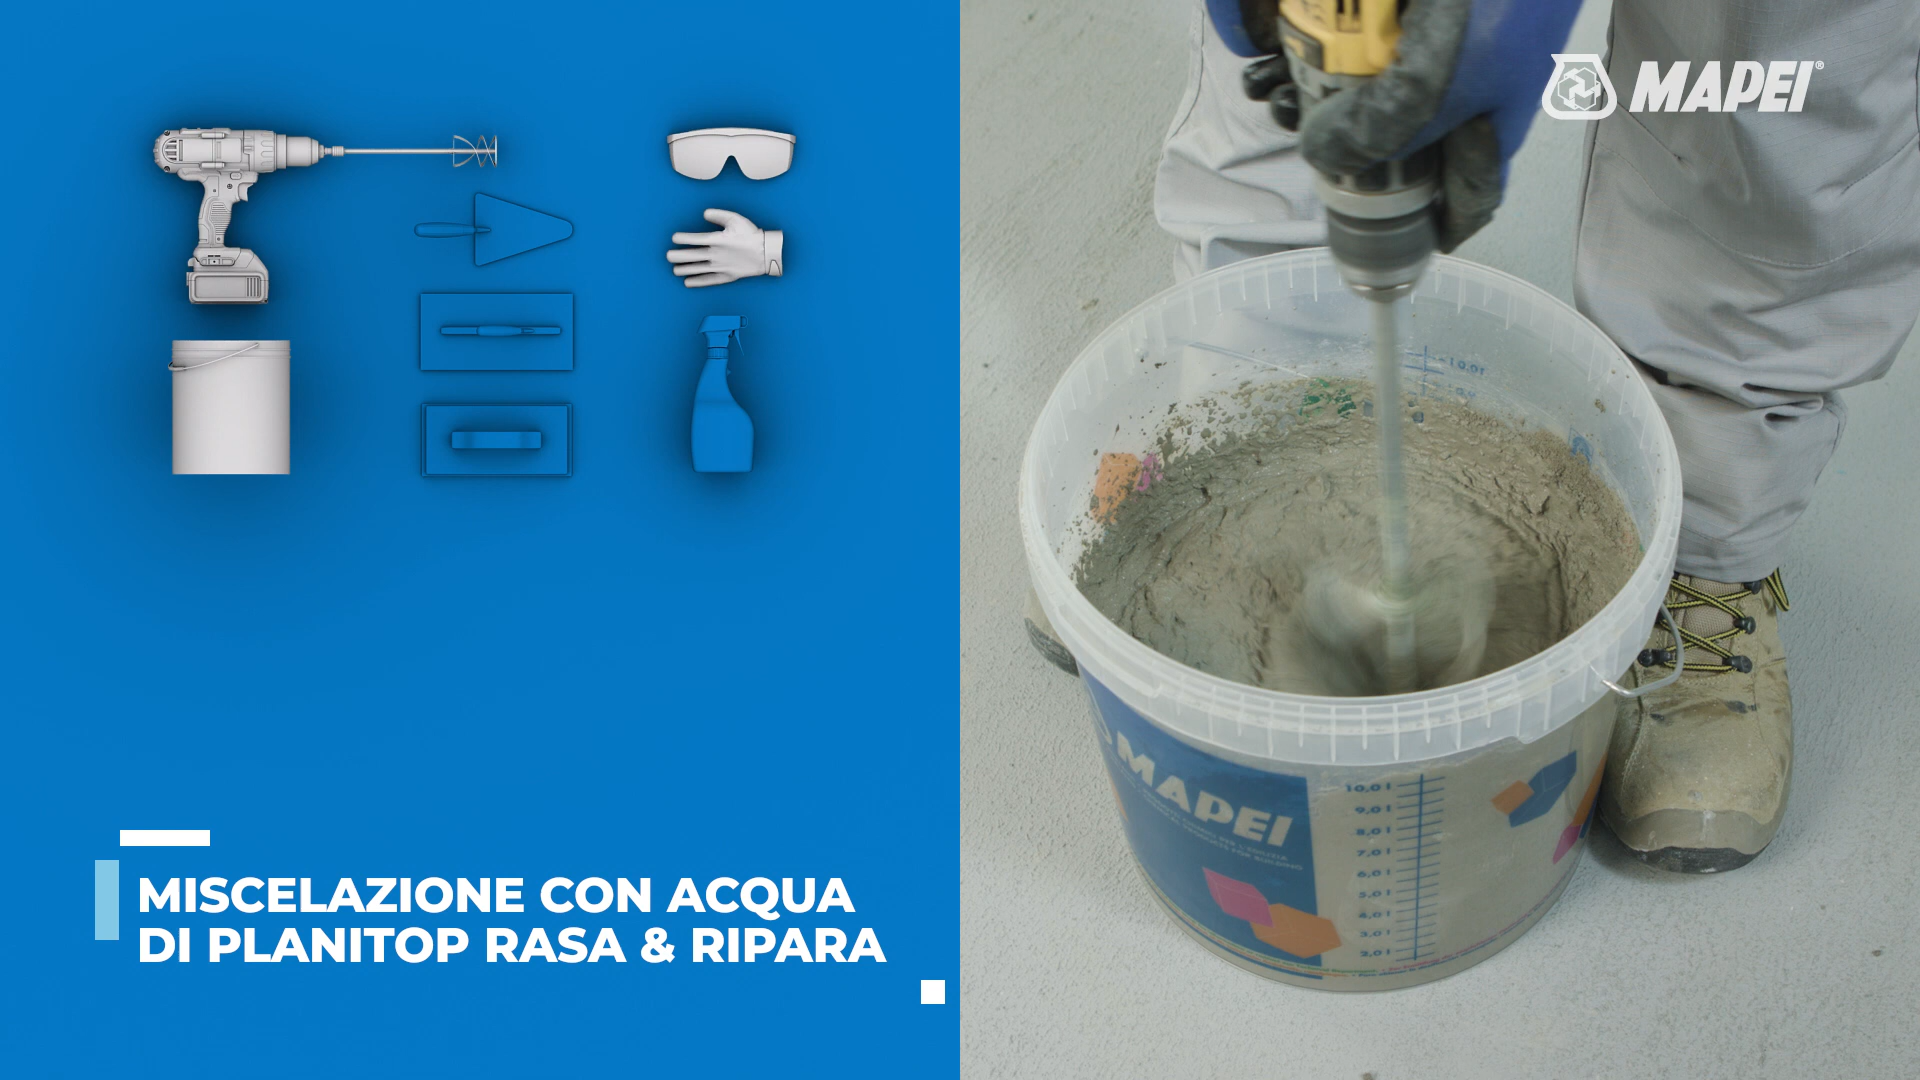 MAPEI®
MISCELAZIONE CON ACQUA
DI PLANITOP RASA & RIPARA
MAPEI
10,0 l
9,0 l
8,0 l
7,0 l
6,0 l
5,0 l
4,0 l
3,0 l
2,0 l